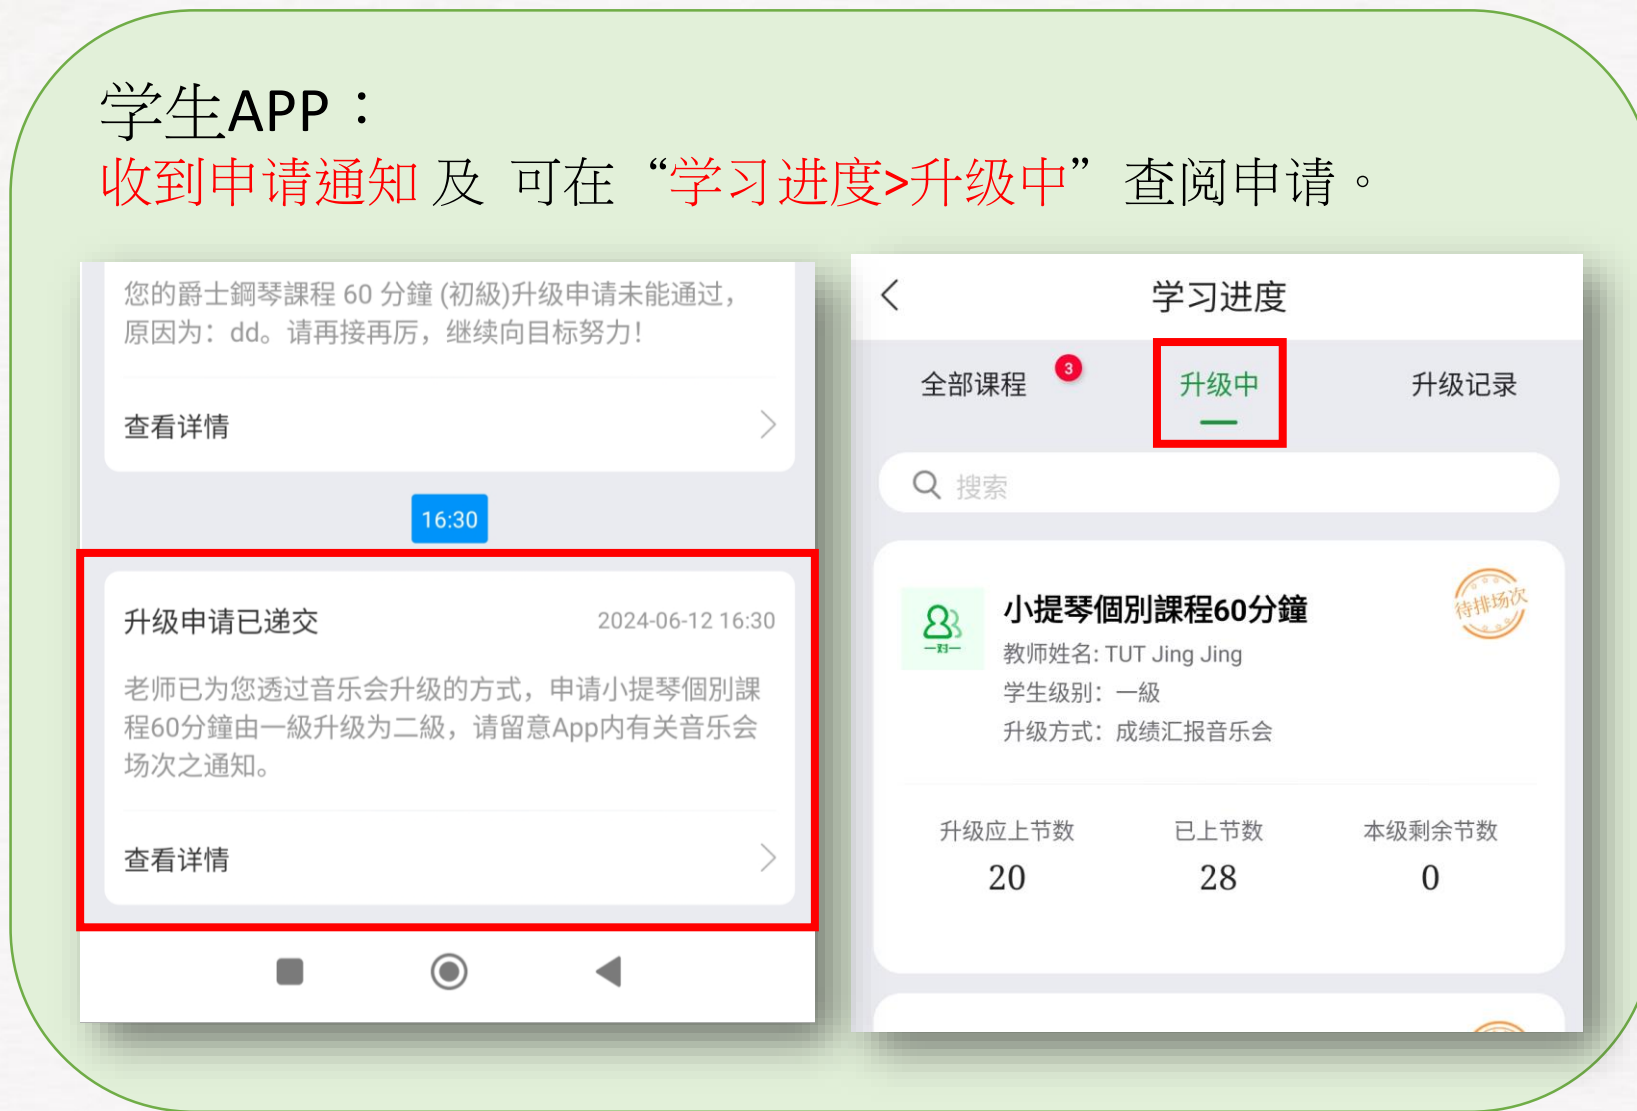 学生APP：
收到申请通知 及 可在“学习进度>升级中”查阅申请。
您的爵士鋼琴課程 60 分鐘 (初級)升级申请未能通过，
原因为：dd。请再接再厉，继续向目标努力！
查看详情
16:30
升级申请已递交
2024-06-12 16:30
老师已为您透过音乐会升级的方式，申请小提琴個別課
程60分鐘由一級升级为二級，请留意App内有关音乐会
场次之通知。
查看详情
学习进度
全部课程
3
升级中
升级记录
搜索
一对一
小提琴個別課程60分鐘
待排场次
教师姓名: TUT Jing Jing
学生级别：一級
升级方式：成绩汇报音乐会
升级应上节数
已上节数
本级剩余节数
20
28
0